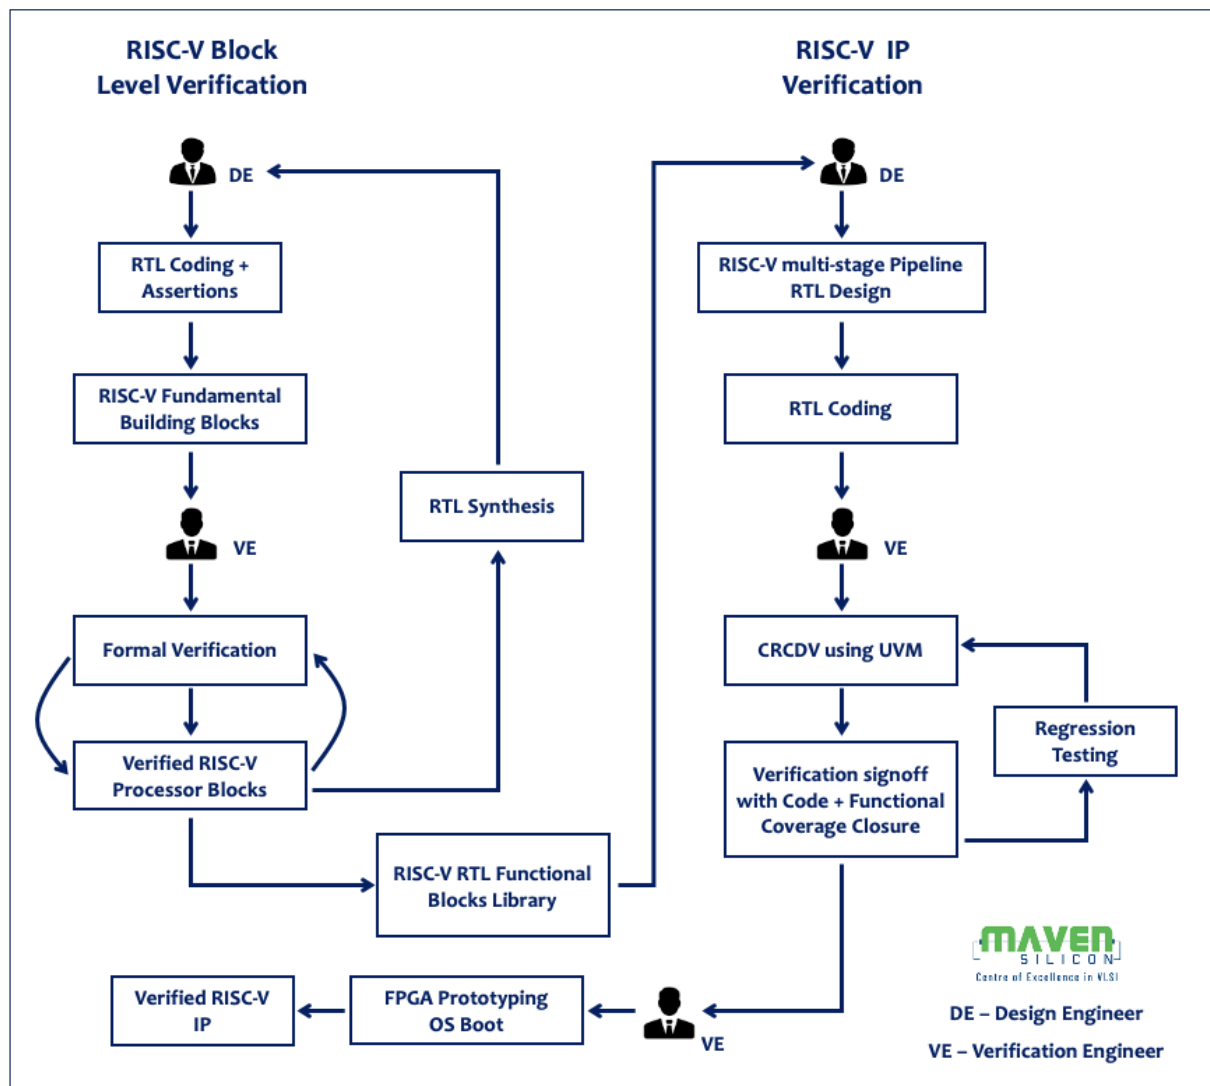 RISC-V Block
Level Verification
DE
RTL Coding +
Assertions
RISC-V Fundamental
Building Blocks
VE
RTL Synthesis
Formal Verification
Verified RISC-V
Processor Blocks
RISC-V RTL Functional
Blocks Library
RISC-V IP
Verification
DE
RISC-V multi-stage Pipeline
RTL Design
RTL Coding
VE
CRCDV using UVM
Regression
Testing
Verification signoff
with Code + Functional
Coverage Closure
VE
FPGA Prototyping
OS Boot
Verified RISC-V
IP
MAVEN
SILICON
Centre of Excellence in VLSI
DE – Design Engineer
VE – Verification Engineer